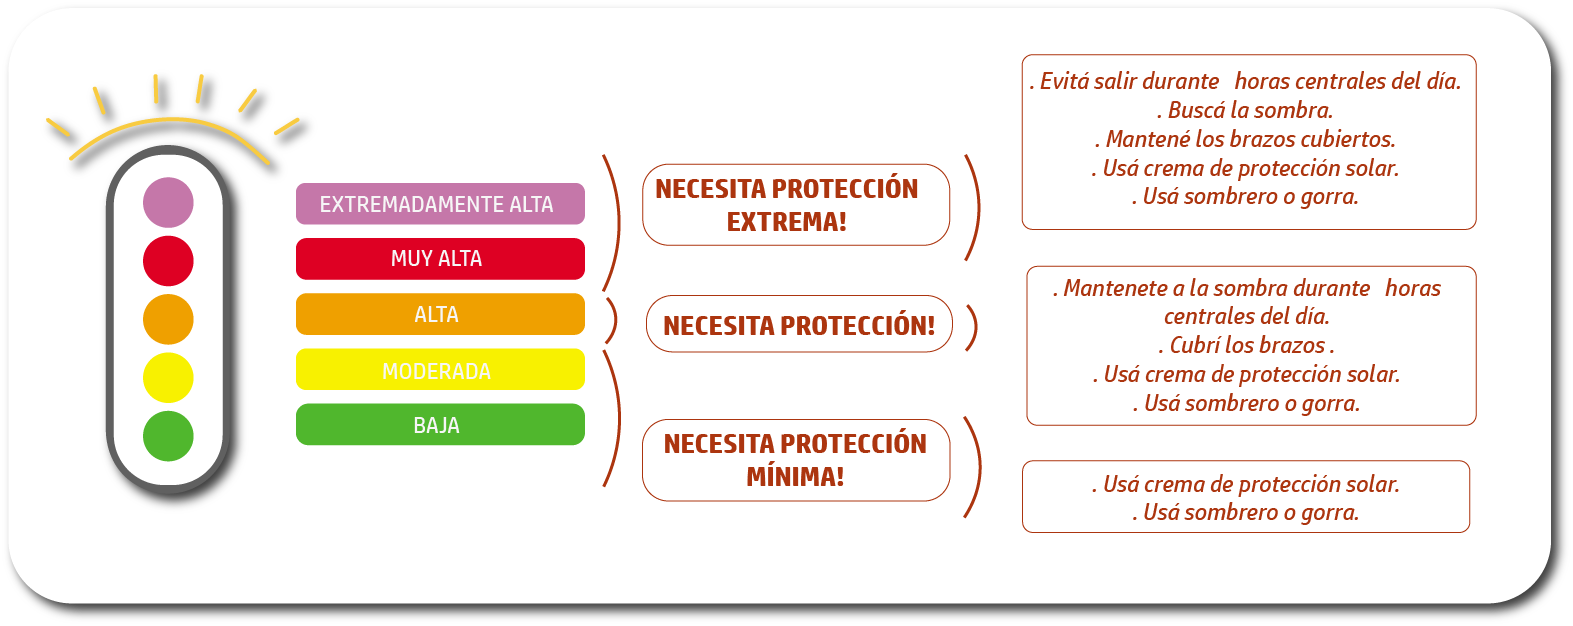 EXTREMADAMENTE ALTA
MUY ALTA
ALTA
MODERADA
BAJA
NECESITA PROTECCIÓN
EXTREMA!
NECESITA PROTECCIÓN!
NECESITA PROTECCIÓN
MÍNIMA!
. Evitá salir durante horas centrales del día.
. Buscá la sombra.
. Mantené los brazos cubiertos.
. Usá crema de protección solar.
. Usá sombrero o gorra.
. Mantenete a la sombra durante horas
centrales del día.
. Cubrí los brazos .
. Usá crema de protección solar.
. Usá sombrero o gorra.
. Usá crema de protección solar.
. Usá sombrero o gorra.